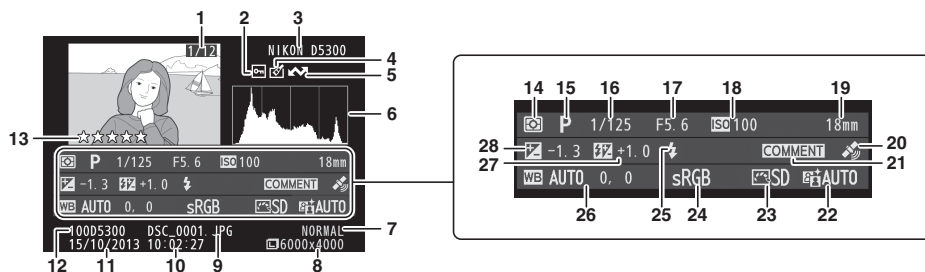 1 2 3
1/12 NIKON D5300
4
5
6
13
P 1/125 F5.6 ISO 100 18mm
-1.3 +1.0 COMMENT
WB AUTO 0, 0 sRGB SD AUTO
100D5300 DSC_0001.JPG NORMAL
15/10/2013 10:02:27 6000x4000
7
12 11 10 9 8
14 15 16 17 18 19
P 1/125 F5.6 ISO 100 18mm
28 -1.3 +1.0 COMMENT 20
27 21
WB AUTO 0, 0 sRGB SD AUTO
26 25 24 23 22